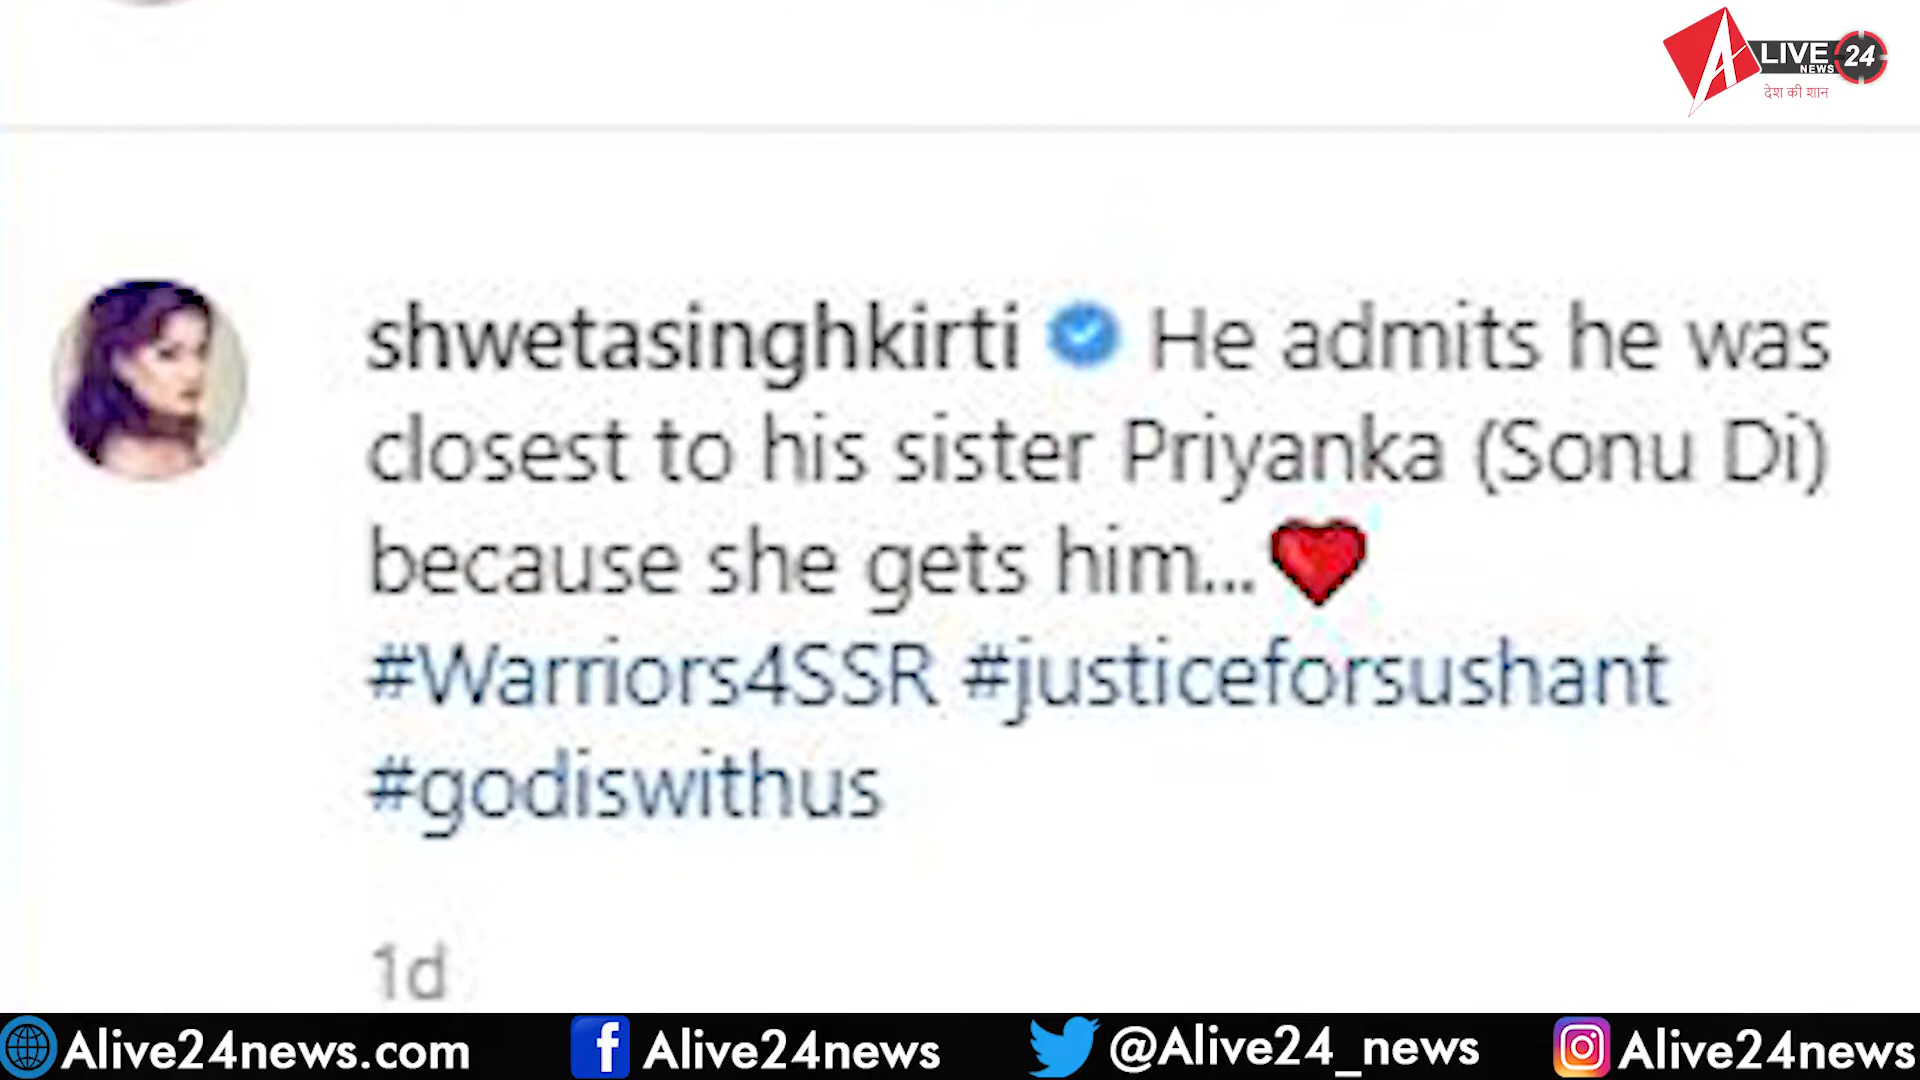 ALIVE 24
NEWS
देश की शान
shwetasinghkirti He admits he was
closest to his sister Priyanka (Sonu Di)
because she gets him...❤
#Warriors4SSR #justiceforsushant
#godiswithus
1d
Alive24news.com Alive24news @Alive24_news Alive24news